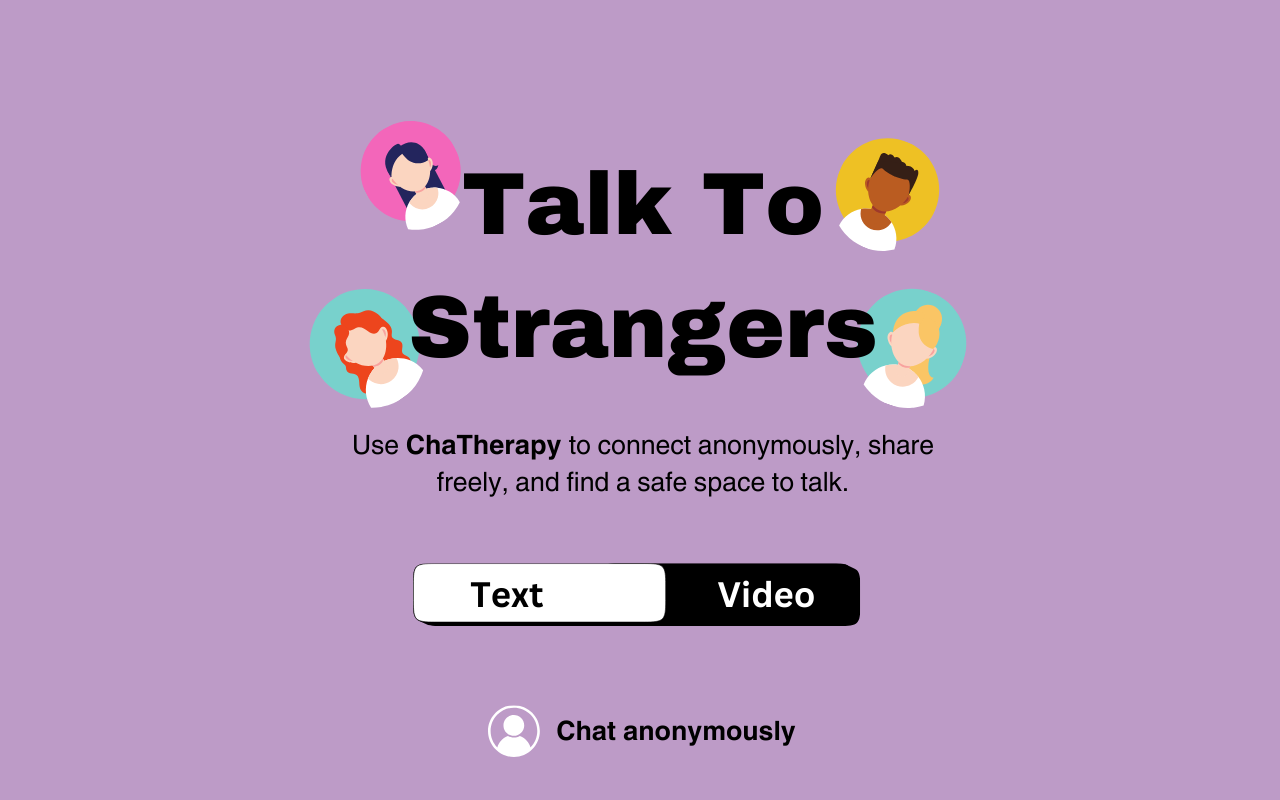 Talk To
Strangers
Use ChaTherapy to connect anonymously, share
freely, and find a safe space to talk.
Text
Video
Chat anonymously